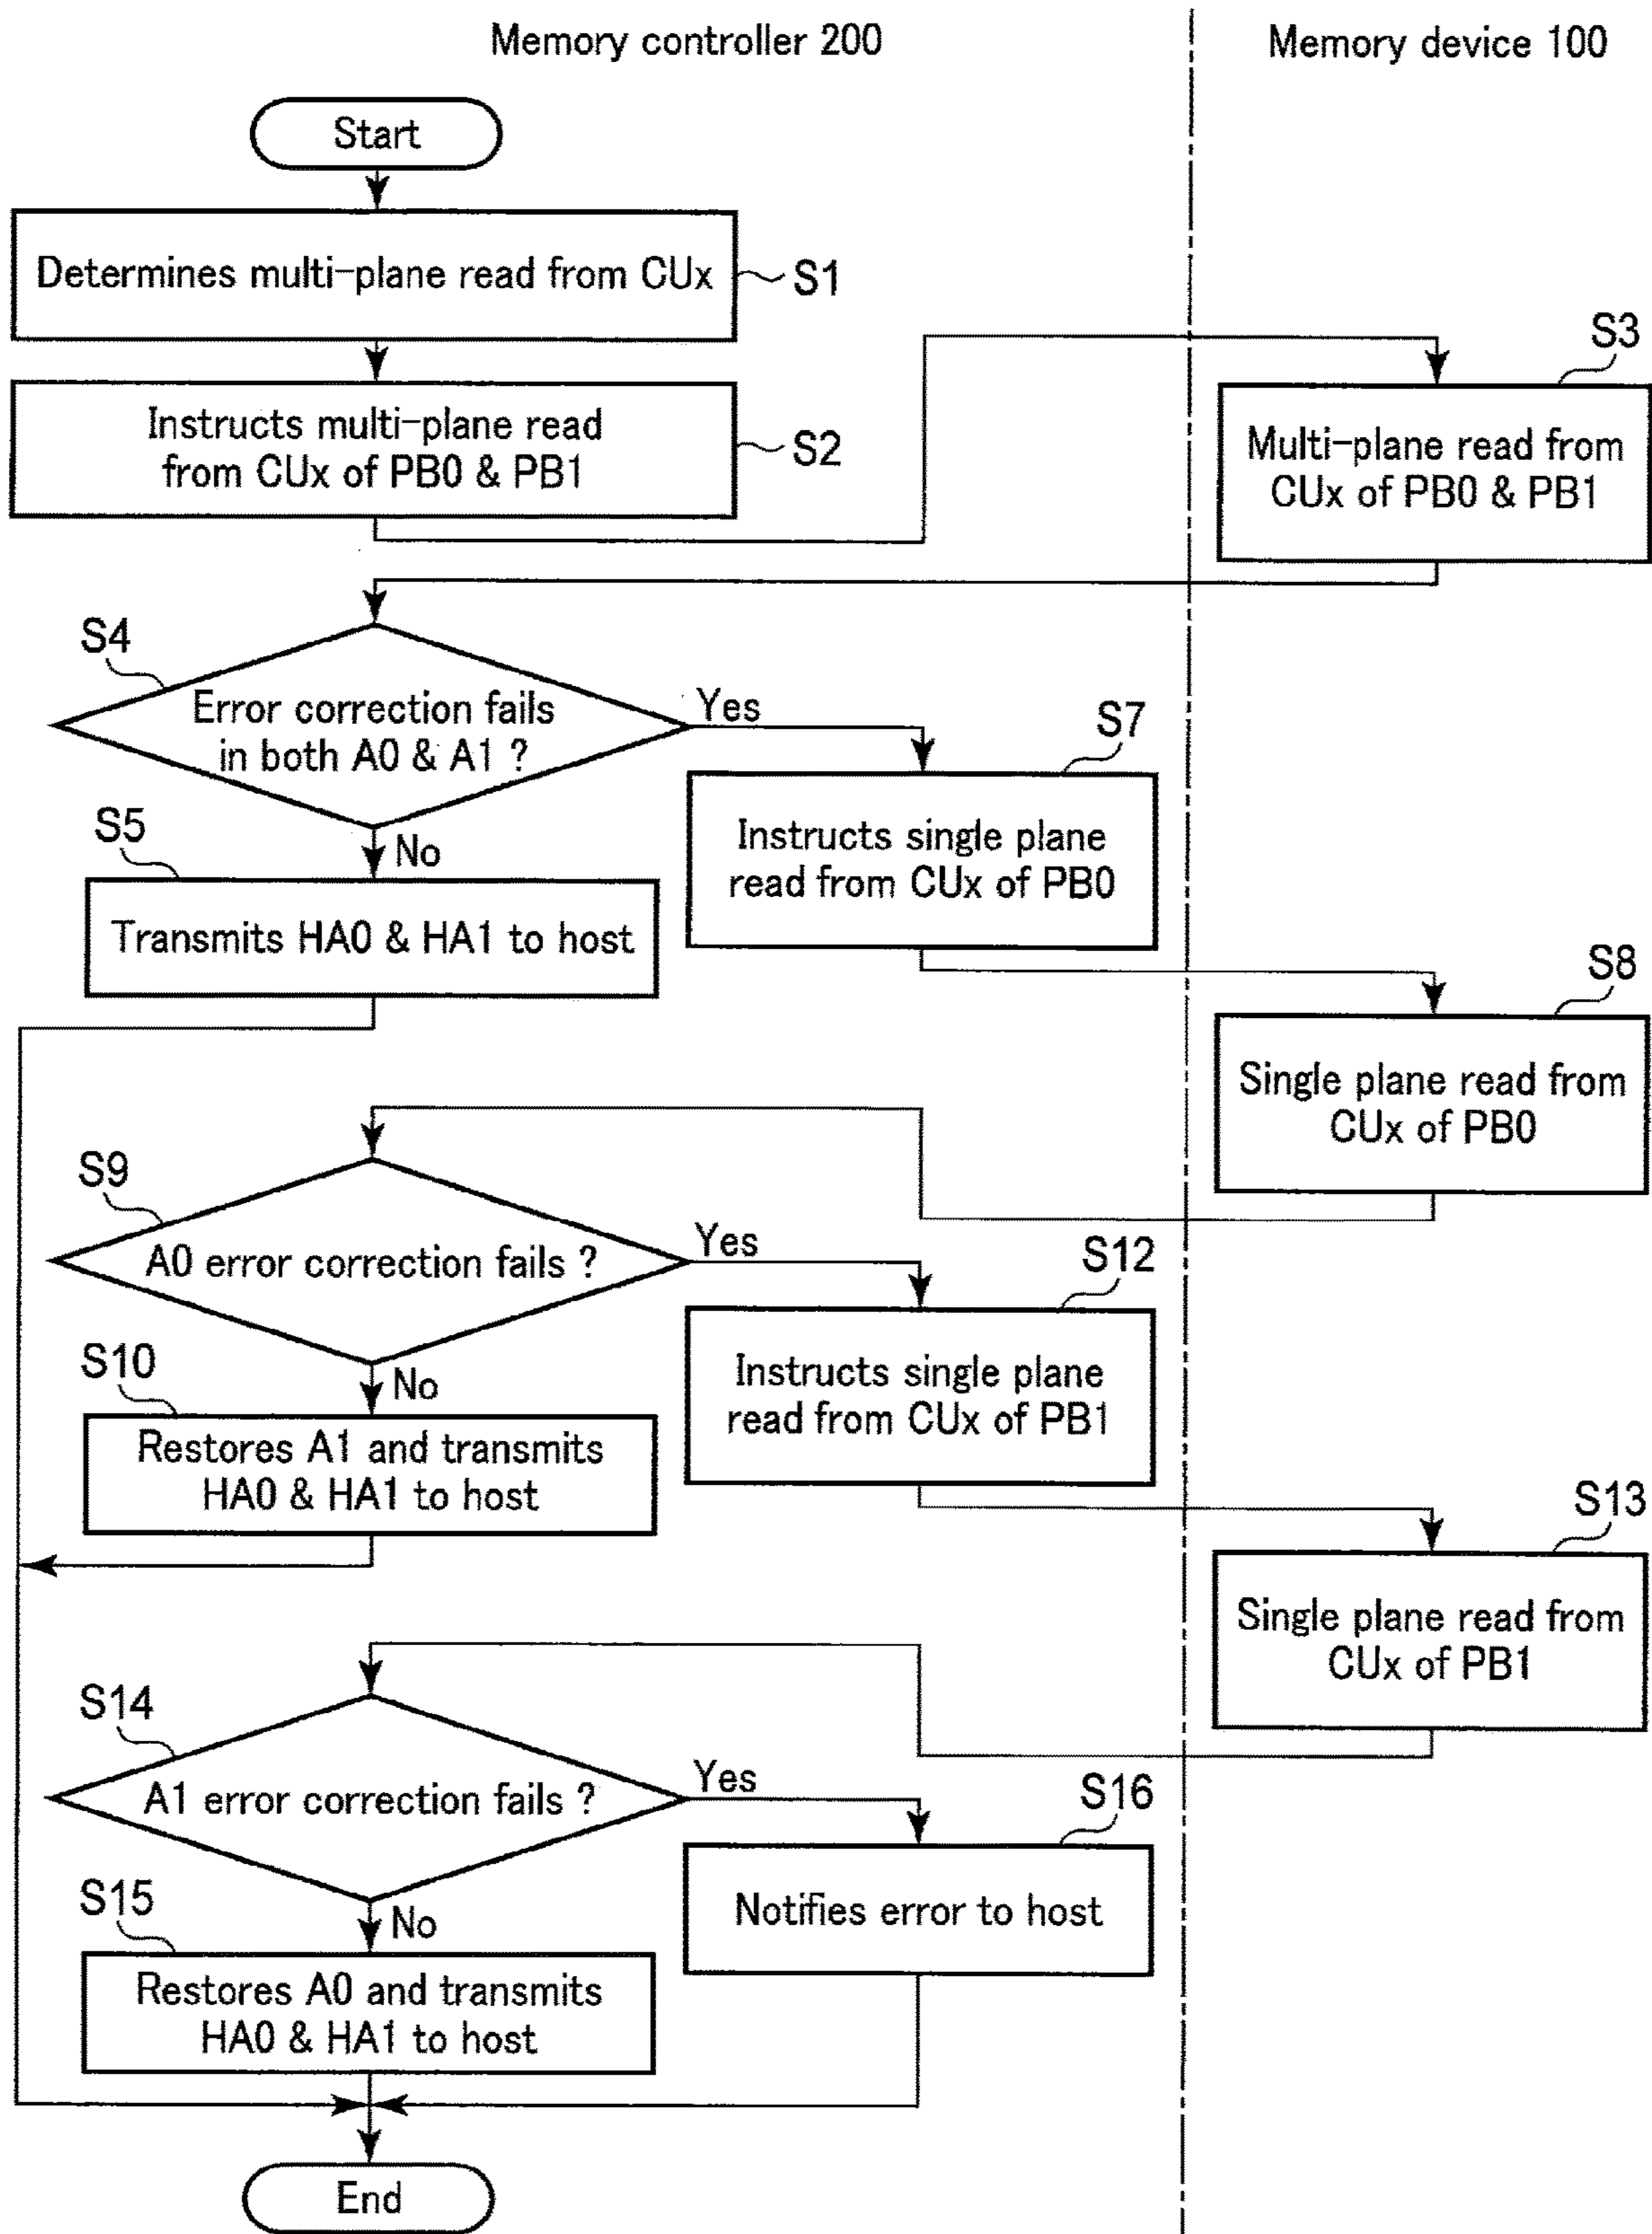 Memory controller 200
Memory device 100
Start
Determines multi-plane read from CUx
S1
Instructs multi-plane read
from CUx of PB0 & PB1
S2
S3
Multi-plane read from
CUx of PB0 & PB1
S4
Error correction fails
in both A0 & A1 ?
Yes
No
S5
Transmits HA0 & HA1 to host
S7
Instructs single plane
read from CUx of PB0
S8
Single plane read from
CUx of PB0
S9
A0 error correction fails ?
Yes
No
S10
Restores A1 and transmits
HA0 & HA1 to host
S12
Instructs single plane
read from CUx of PB1
S13
Single plane read from
CUx of PB1
S14
A1 error correction fails ?
Yes
No
S15
Restores A0 and transmits
HA0 & HA1 to host
S16
Notifies error to host
End